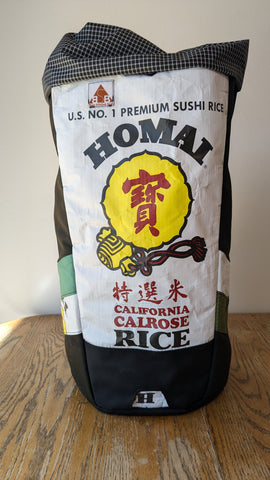 U.S. NO. 1 PREMIUM SUSHI RICE
HOMAI
寶
特選米
CALIFORNIA
CALROSE
RICE
H